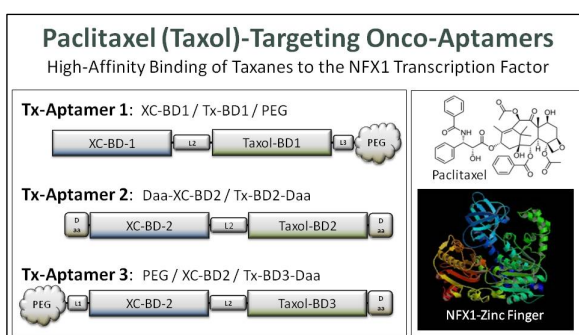 Paclitaxel (Taxol)-Targeting Onco-Aptamers
High-Affinity Binding of Taxanes to the NFX1 Transcription Factor
Tx-Aptamer 1: XC-BD1 / Tx-BD1 / PEG
XC-BD-1 L2 Taxol-BD1 L3 PEG
Tx-Aptamer 2: Daa-XC-BD2 / Tx-BD2-Daa
D aa XC-BD-2 L2 Taxol-BD2 D aa
Tx-Aptamer 3: PEG / XC-BD2 / Tx-BD3-Daa
PEG L1 XC-BD-2 L2 Taxol-BD3 D aa
Paclitaxel
NFX1-Zinc Finger